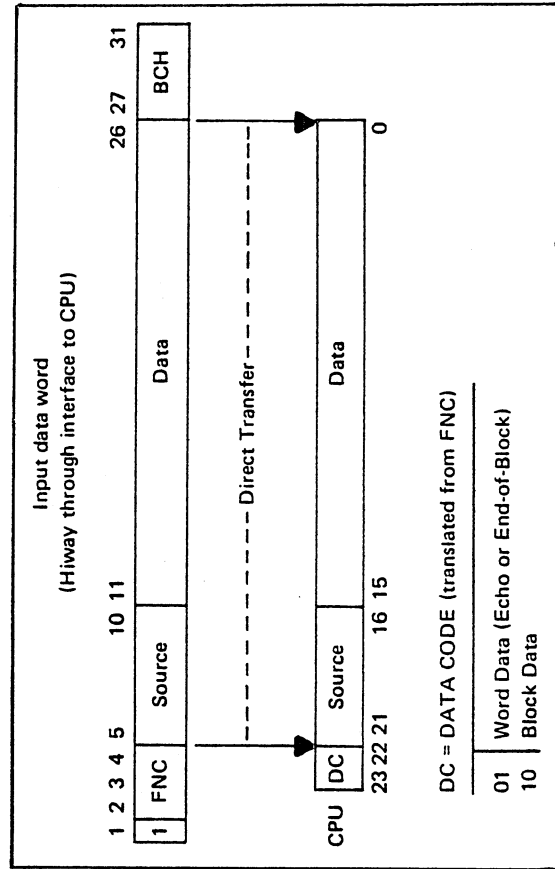 Input data word
(Hiway through interface to CPU)
1 2 3 4 5 10 11 26 27 31
1 FNC Source Data BCH
Direct Transfer
CPU DC Source Data
23 22 21 16 15 0
DC = DATA CODE (translated from FNC)
01 Word Data (Echo or End-of-Block)
10 Block Data